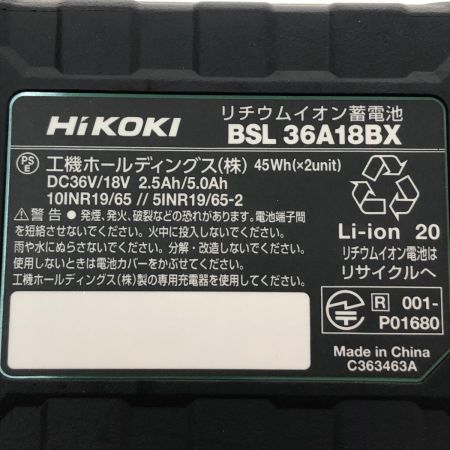 HiKOKI
リチウムイオン蓄電池
BSL 36A18BX
PS E
工機ホールディングス(株) 45Wh(×2unit)
DC36V/18V 2.5Ah/5.0Ah
10INR19/65 // 5INR19/65-2
⚠警告 ● 発煙、発火、破裂などの恐れがあります。電池端子間
を短絡させないでください。火中に投入しないでください。
雨や水にぬらさないでください。分解・改造しないでください。
使用しないときは電池カバーをかぶせてください。
工機ホールディングス(株)製の専用充電器を使用してください。
Li-ion 20
リチウムイオン電池は
リサイクルへ
R 001-
P01680
Made in China
C363463A